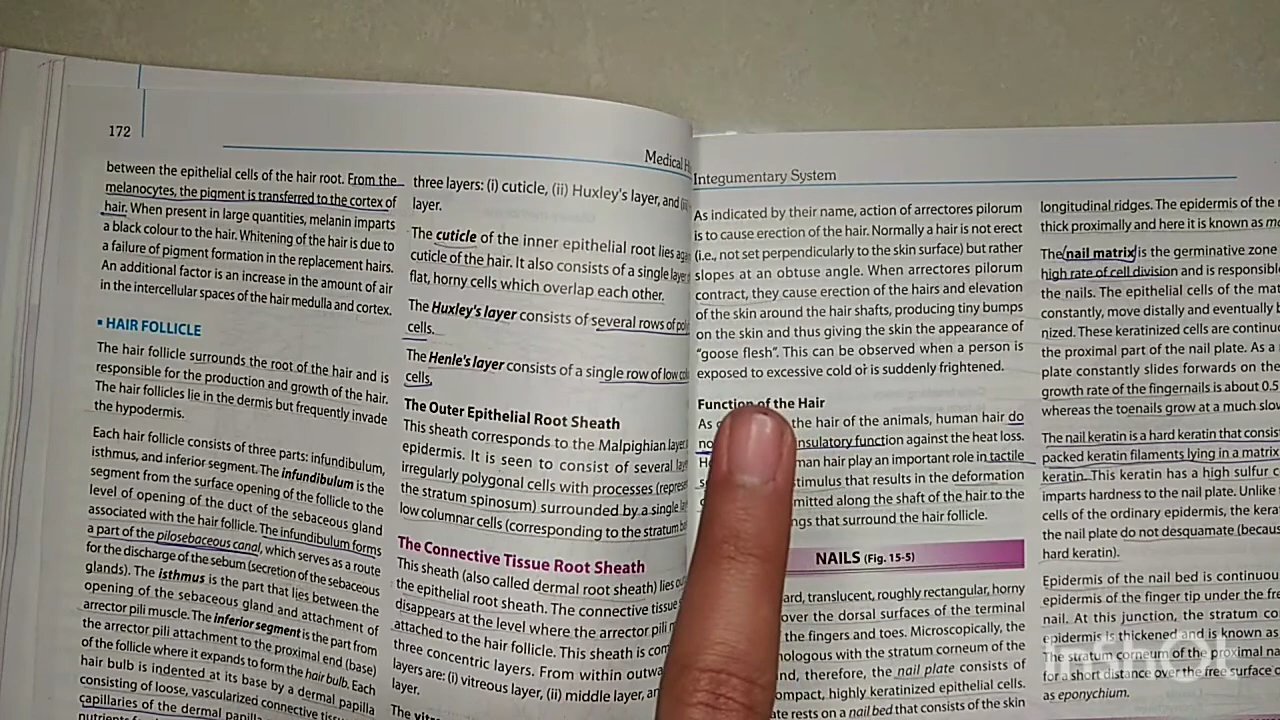 172
Medical H
between the epithelial cells of the hair root. From the
melanocytes, the pigment is transferred to the cortex of
hair. When present in large quantities, melanin imparts
a black colour to the hair. Whitening of the hair is due to
a failure of pigment formation in the replacement hairs.
An additional factor is an increase in the amount of air
in the intercellular spaces of the hair medulla and cortex.
▪ HAIR FOLLICLE
The hair follicle surrounds the root of the hair and is
responsible for the production and growth of the hair.
The hair follicles lie in the dermis but frequently invade
the hypodermis.
Each hair follicle consists of three parts: infundibulum,
isthmus, and inferior segment. The infundibulum is the
segment from the surface opening of the follicle to the
level of opening of the duct of the sebaceous gland
associated with the hair follicle. The infundibulum forms
a part of the pilosebaceous canal, which serves as a route
for the discharge of the sebum (secretion of the sebaceous
glands). The isthmus is the part that lies between the
opening of the sebaceous gland and attachment of
arrector pili muscle. The inferior segment is the part from
the arrector pili attachment to the proximal end (base)
of the follicle where it expands to form the hair bulb. Each
hair bulb is indented at its base by a dermal papilla
consisting of loose, vascularized connective
capillaries of the dermal
three layers: (i) cuticle, (ii) Huxley's layer, and
layer.
The cuticle of the inner epithelial root lies
cuticle of the hair. It also consists of a single layer
flat, horny cells which overlap each other.
The Huxley's layer consists of several rows of
cells.
The Henle's layer consists of a single row of low
cells.
The Outer Epithelial Root Sheath
This sheath corresponds to the Malpighian layer
epidermis. It is seen to consist of several
irregularly polygonal cells with processes
the stratum spinosum) surrounded by a single
low columnar cells (corresponding to the stratum
The Connective Tissue Root Sheath
This sheath (also called dermal root sheath) lies
the epithelial root sheath. The connective tissue
disappears at the level where the arrector pili
attached to the hair follicle. This sheath is
three concentric layers. From within
layers are: (i) vitreous layer, (ii) middle layer,
layer.
The
Integumentary System
As indicated by their name, action of arrectores pilorum
is to cause erection of the hair. Normally a hair is not erect
(i.e., not set perpendicularly to the skin surface) but rather
slopes at an obtuse angle. When arrectores pilorum
contract, they cause erection of the hairs and elevation
of the skin around the hair shafts, producing tiny bumps
on the skin and thus giving the skin the appearance of
"goose flesh". This can be observed when a person is
exposed to excessive cold or is suddenly frightened.
Function of the Hair
As the hair of the animals, human hair do
insulatory function against the heat loss.
hair play an important role in tactile
stimulus that results in the deformation
along the shaft of the hair to the
that surround the hair follicle.
NAILS (Fig. 15-5)
translucent, roughly rectangular, horny
over the dorsal surfaces of the terminal
the fingers and toes. Microscopically, the
with the stratum corneum of the
therefore, the nail plate consists of
highly keratinized epithelial cells.
rests on a nail bed that consists of the skin
longitudinal ridges. The epidermis of the
thick proximally and here it is known as
The nail matrix is the germinative zone
high rate of cell division and is responsible
the nails. The epithelial cells of the
constantly, move distally and eventually
nized. These keratinized cells are
the proximal part of the nail plate. As a
plate constantly slides forwards on the
growth rate of the fingernails is about 0.5
whereas the toenails grow at a much
The nail keratin is a hard keratin that
packed keratin filaments lying in a matrix
keratin. This keratin has a high sulfur
imparts hardness to the nail plate. Unlike
cells of the ordinary epidermis, the
the nail plate do not desquamate
hard keratin).
Epidermis of the nail bed is
epidermis of the finger tip under the
nail. At this junction, the stratum
epidermis is thickened and is known as
The stratum corneum of the proximal
for a short distance over the free surface
as eponychium.
InShOt